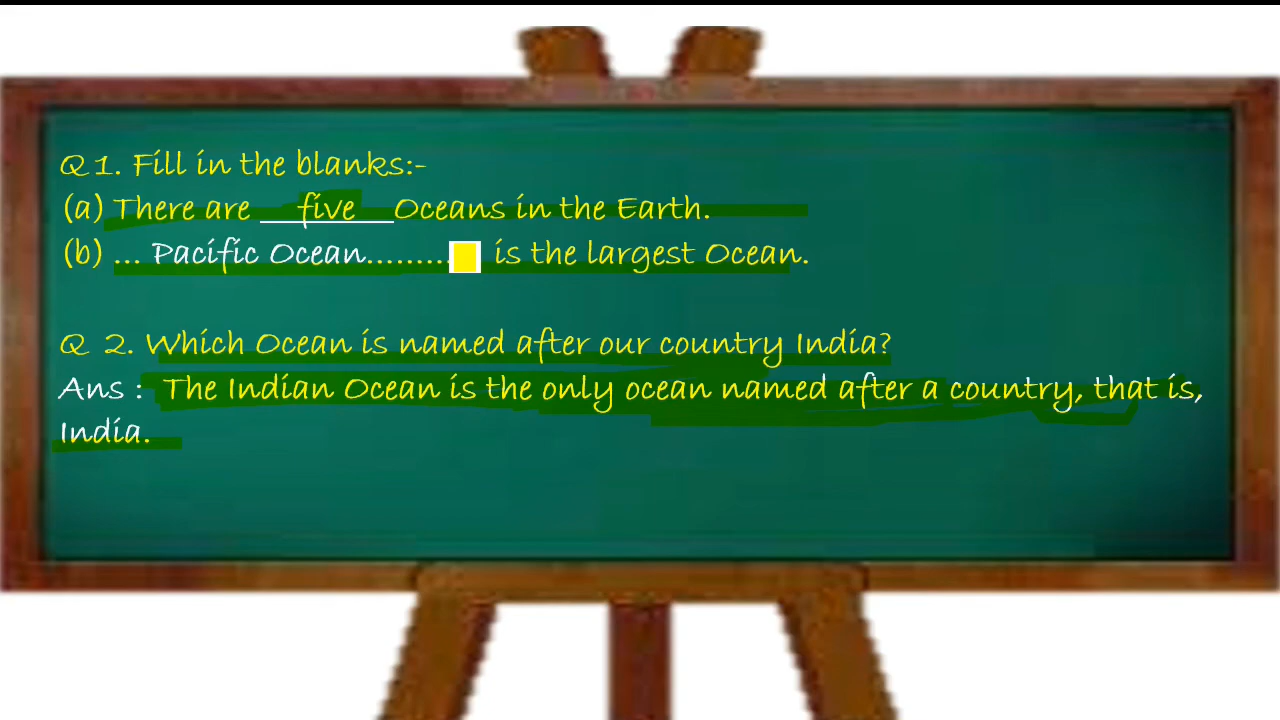 Q 1. Fill in the blanks:-
(a) There are __five__Oceans in the Earth.
(b) ... Pacific Ocean......... is the largest Ocean.
Q 2. Which Ocean is named after our country India?
Ans : The Indian Ocean is the only ocean named after a country, that is,
India.